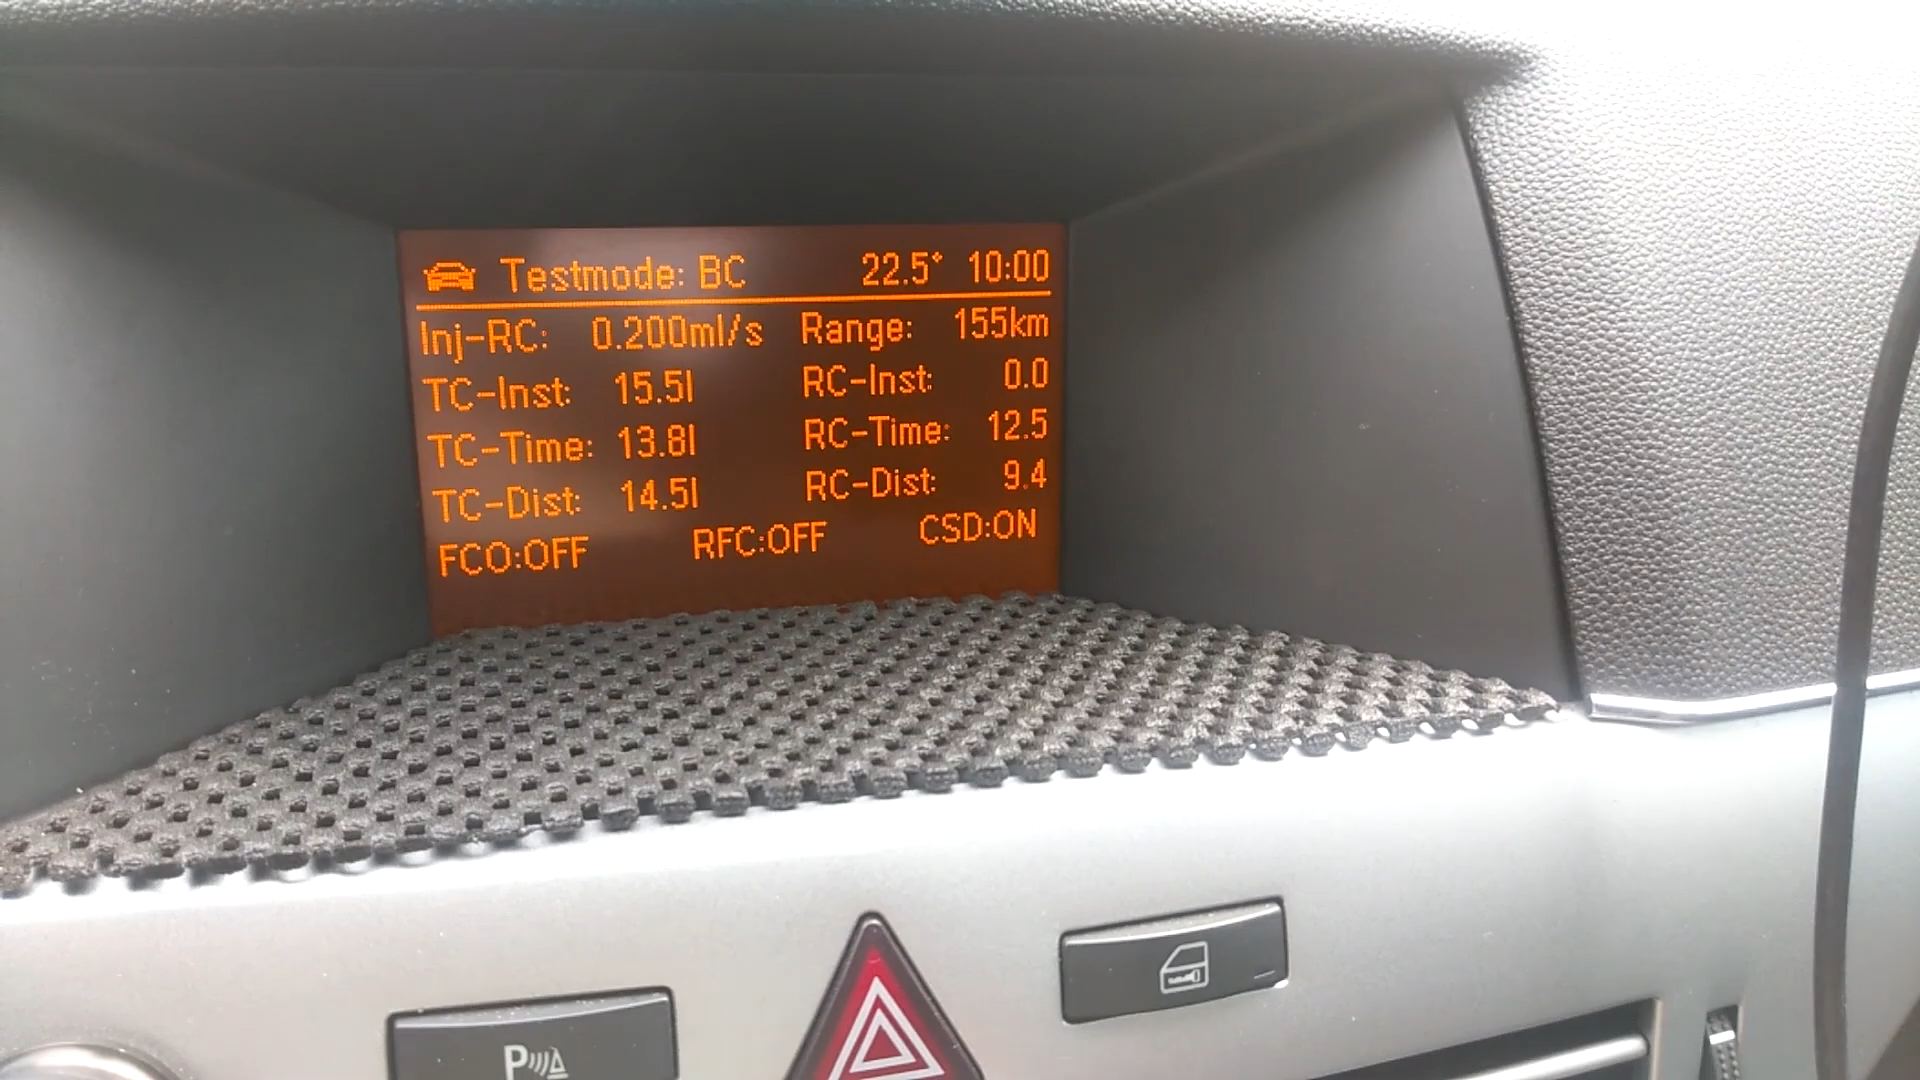 Testmode: BC 22.5° 10:00
Inj-RC: 0.200ml/s Range: 155km
TC-Inst: 15.5l RC-Inst: 0.0
TC-Time: 13.8l RC-Time: 12.5
TC-Dist: 14.5l RC-Dist: 9.4
FCO:OFF RFC:OFF CSD:ON
P